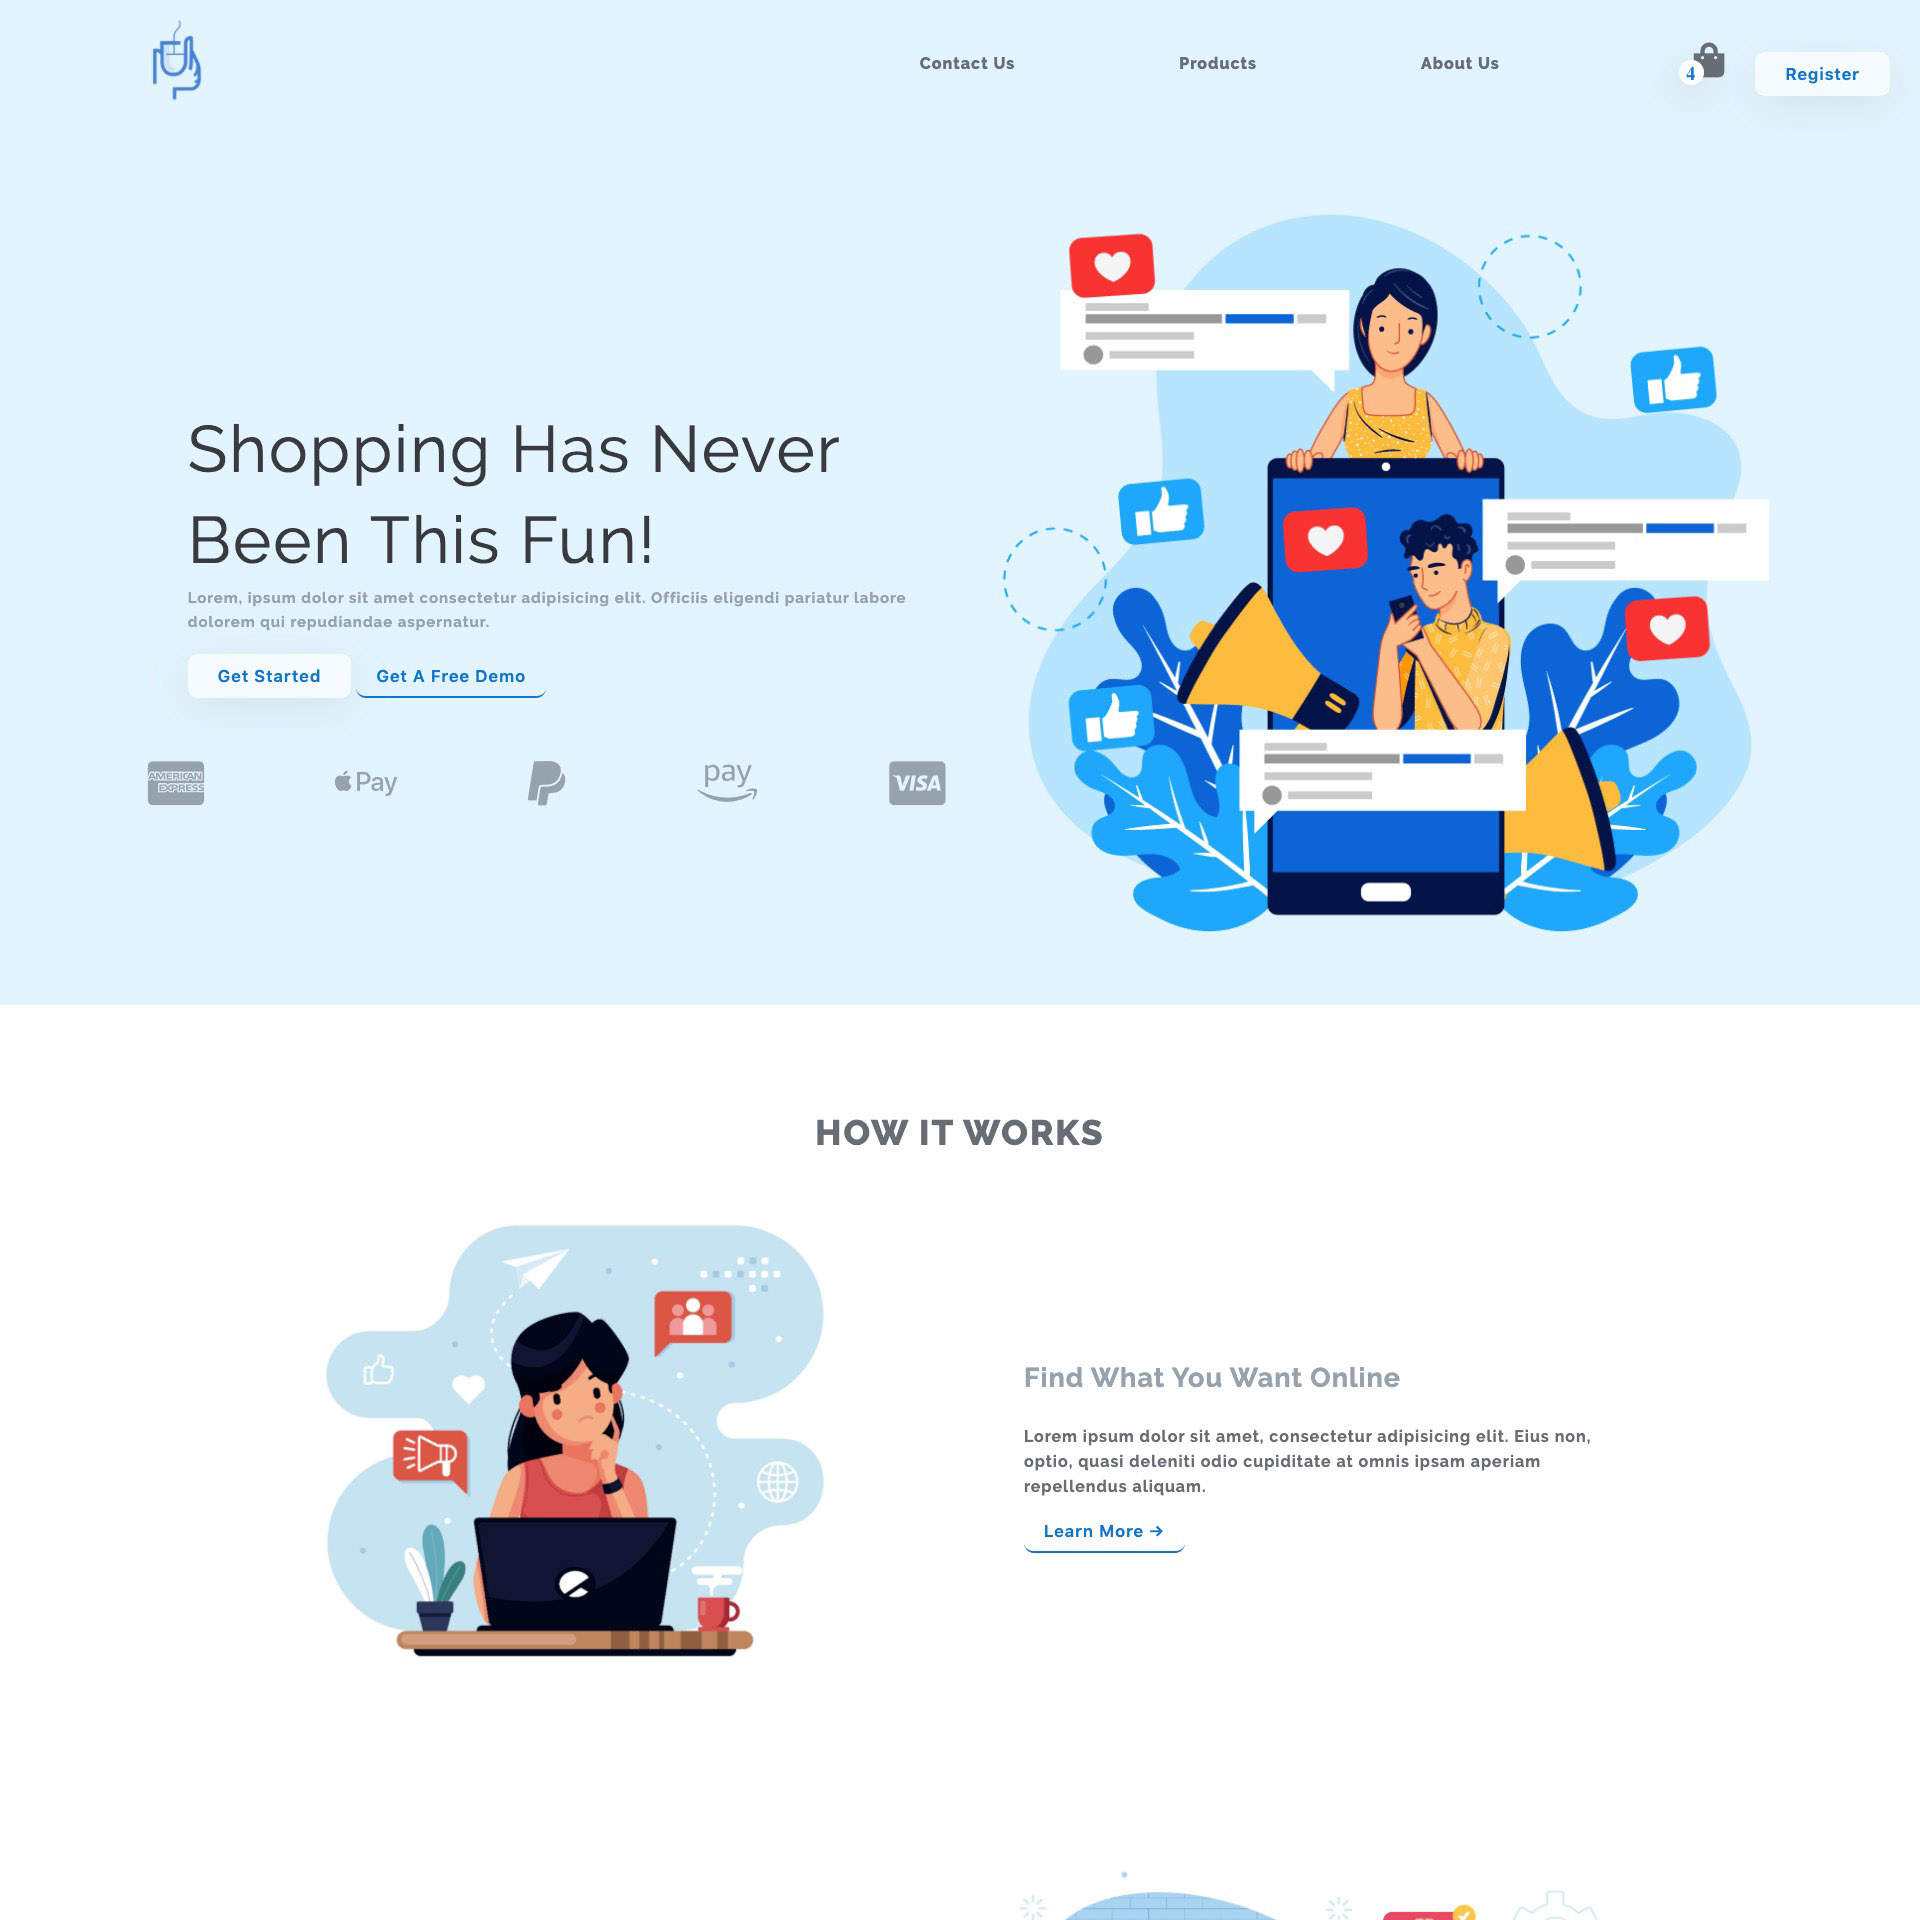 Contact Us
Products
About Us
4
Register
Shopping Has Never
Been This Fun!
Lorem, ipsum dolor sit amet consectetur adipisicing elit. Officiis eligendi pariatur labore
dolorem qui repudiandae aspernatur.
Get Started
Get A Free Demo
AMERICAN
EXPRESS
Pay
pay
VISA
HOW IT WORKS
Find What You Want Online
Lorem ipsum dolor sit amet, consectetur adipisicing elit. Eius non,
optio, quasi deleniti odio cupiditate at omnis ipsam aperiam
repellendus aliquam.
Learn More →